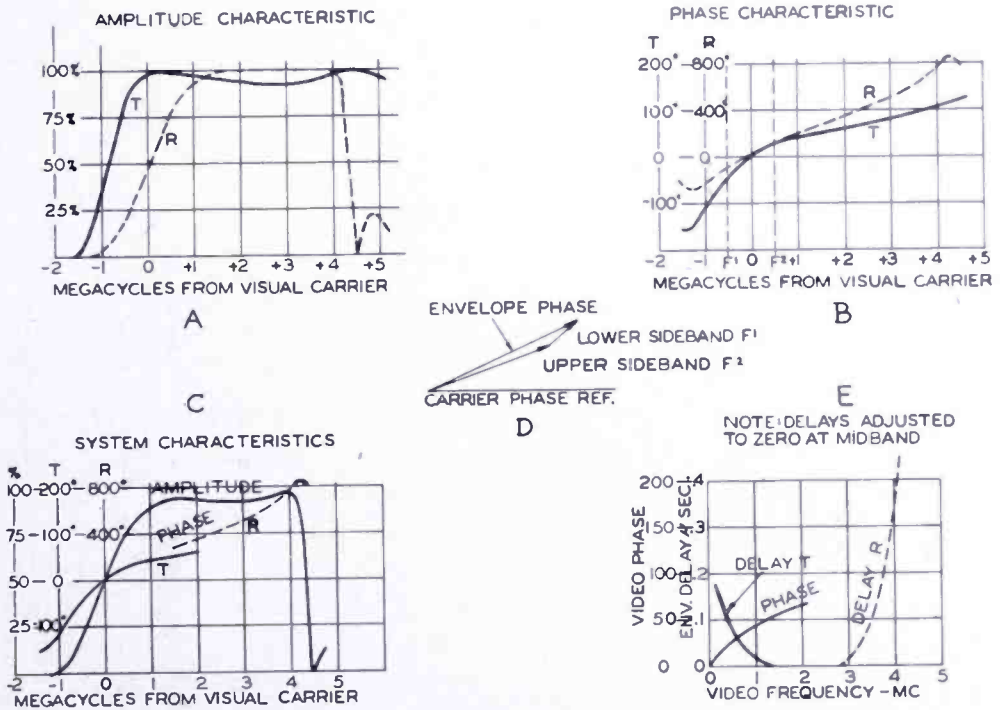 AMPLITUDE CHARACTERISTIC
100%
75%
50%
25%
T
R
-2 -1 0 +1 +2 +3 +4 +5
MEGACYCLES FROM VISUAL CARRIER
A
PHASE CHARACTERISTIC
T R
200° 800°
100° 400°
0 0
-100°
R
T
-2 -1 F¹ 0 F² +1 +2 +3 +4 +5
MEGACYCLES FROM VISUAL CARRIER
B
ENVELOPE PHASE
LOWER SIDEBAND F¹
UPPER SIDEBAND F²
CARRIER PHASE REF.
D
C
SYSTEM CHARACTERISTICS
% T R
100 -200° 800° AMPLITUDE
75 -100° 400°
50 0
25 -100°
PHASE
R
T
-2 -1 0 1 2 3 4 5
MEGACYCLES FROM VISUAL CARRIER
E
NOTE: DELAYS ADJUSTED
TO ZERO AT MIDBAND
VIDEO PHASE
ENV. DELAY μ SEC.
200 .4
150 .3
100 .2
50 .1
0 0
DELAY T
PHASE
DELAY R
0 1 2 3 4 5
VIDEO FREQUENCY - MC